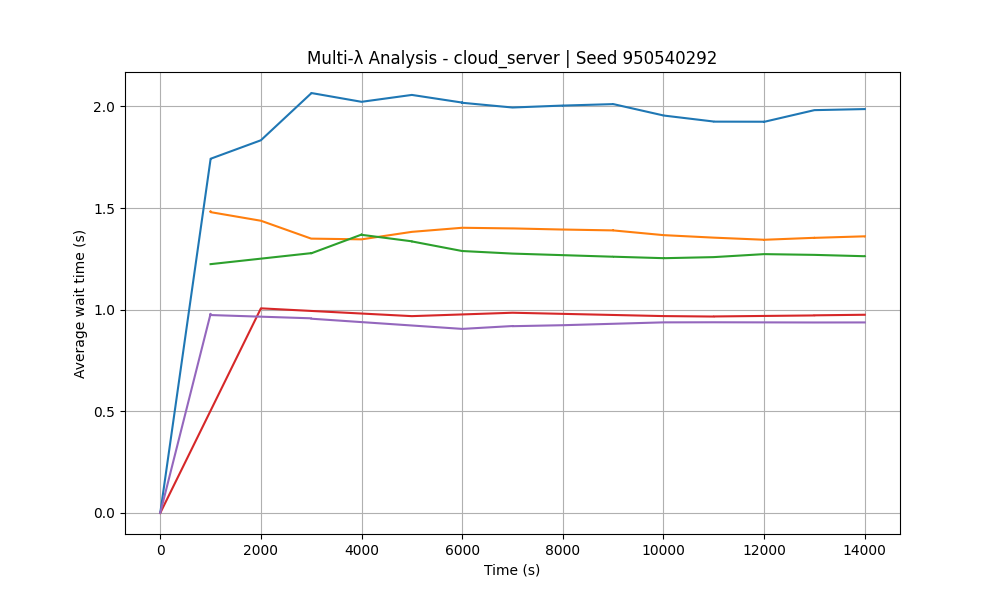 Multi-λ Analysis - cloud_server | Seed 950540292
Average wait time (s)
2.0
1.5
1.0
0.5
0.0
0 2000 4000 6000 8000 10000 12000 14000
Time (s)